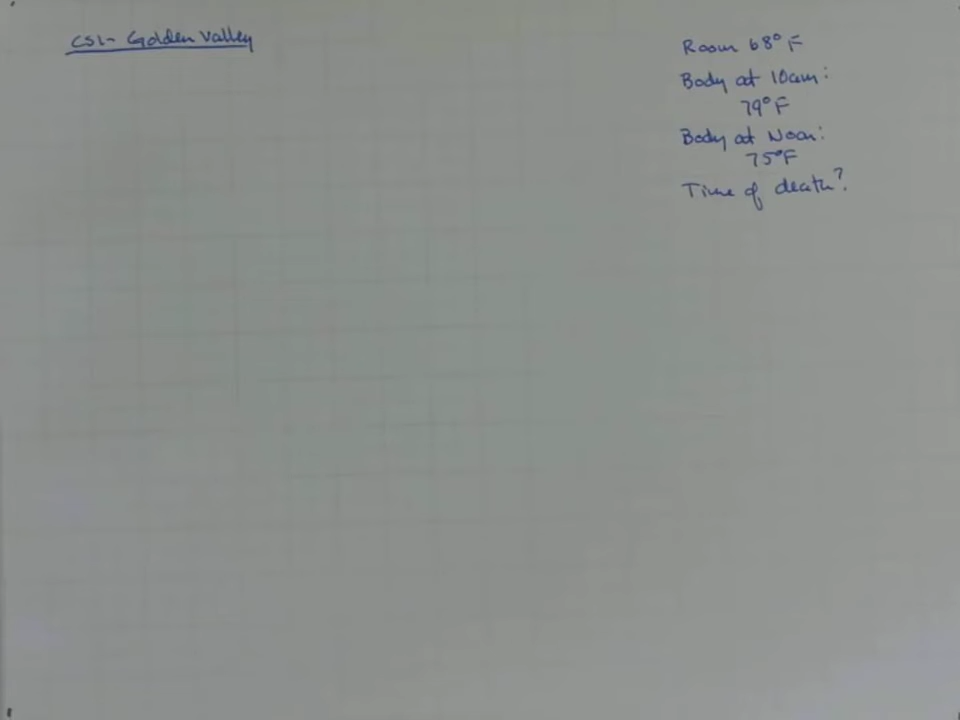 CSI- Golden Valley
Room 68° F
Body at 10am:
79° F
Body at Noon:
75°F
Time of death?